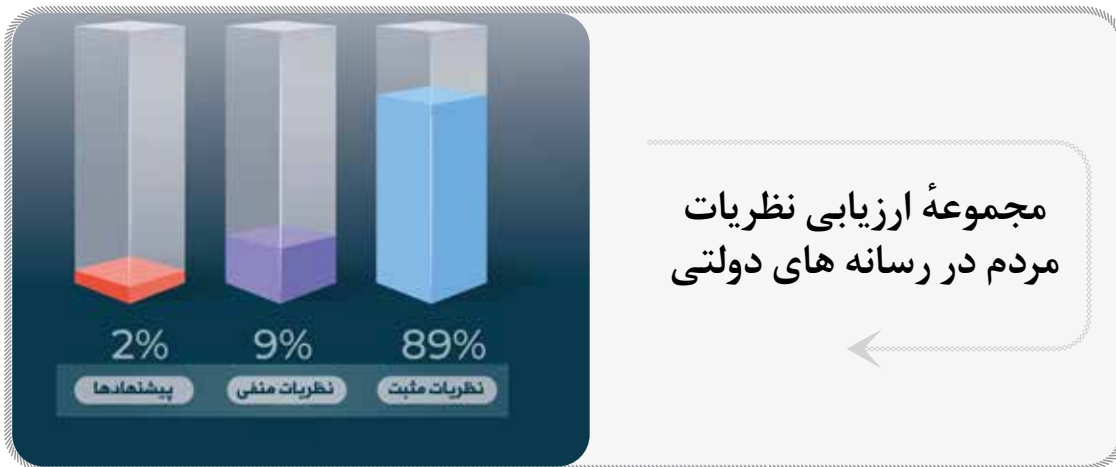 مجموعهٔ ارزیابی نظریات
مردم در رسانه های دولتی
89%
9%
2%
نظریات مثبت
نظریات منفی
پیشنهادها